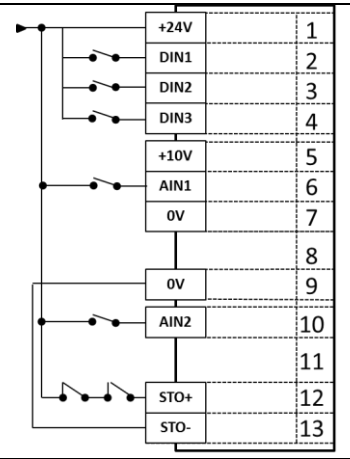 +24V 1
DIN1 2
DIN2 3
DIN3 4
+10V 5
AIN1 6
0V 7
8
0V 9
AIN2 10
11
STO+ 12
STO- 13